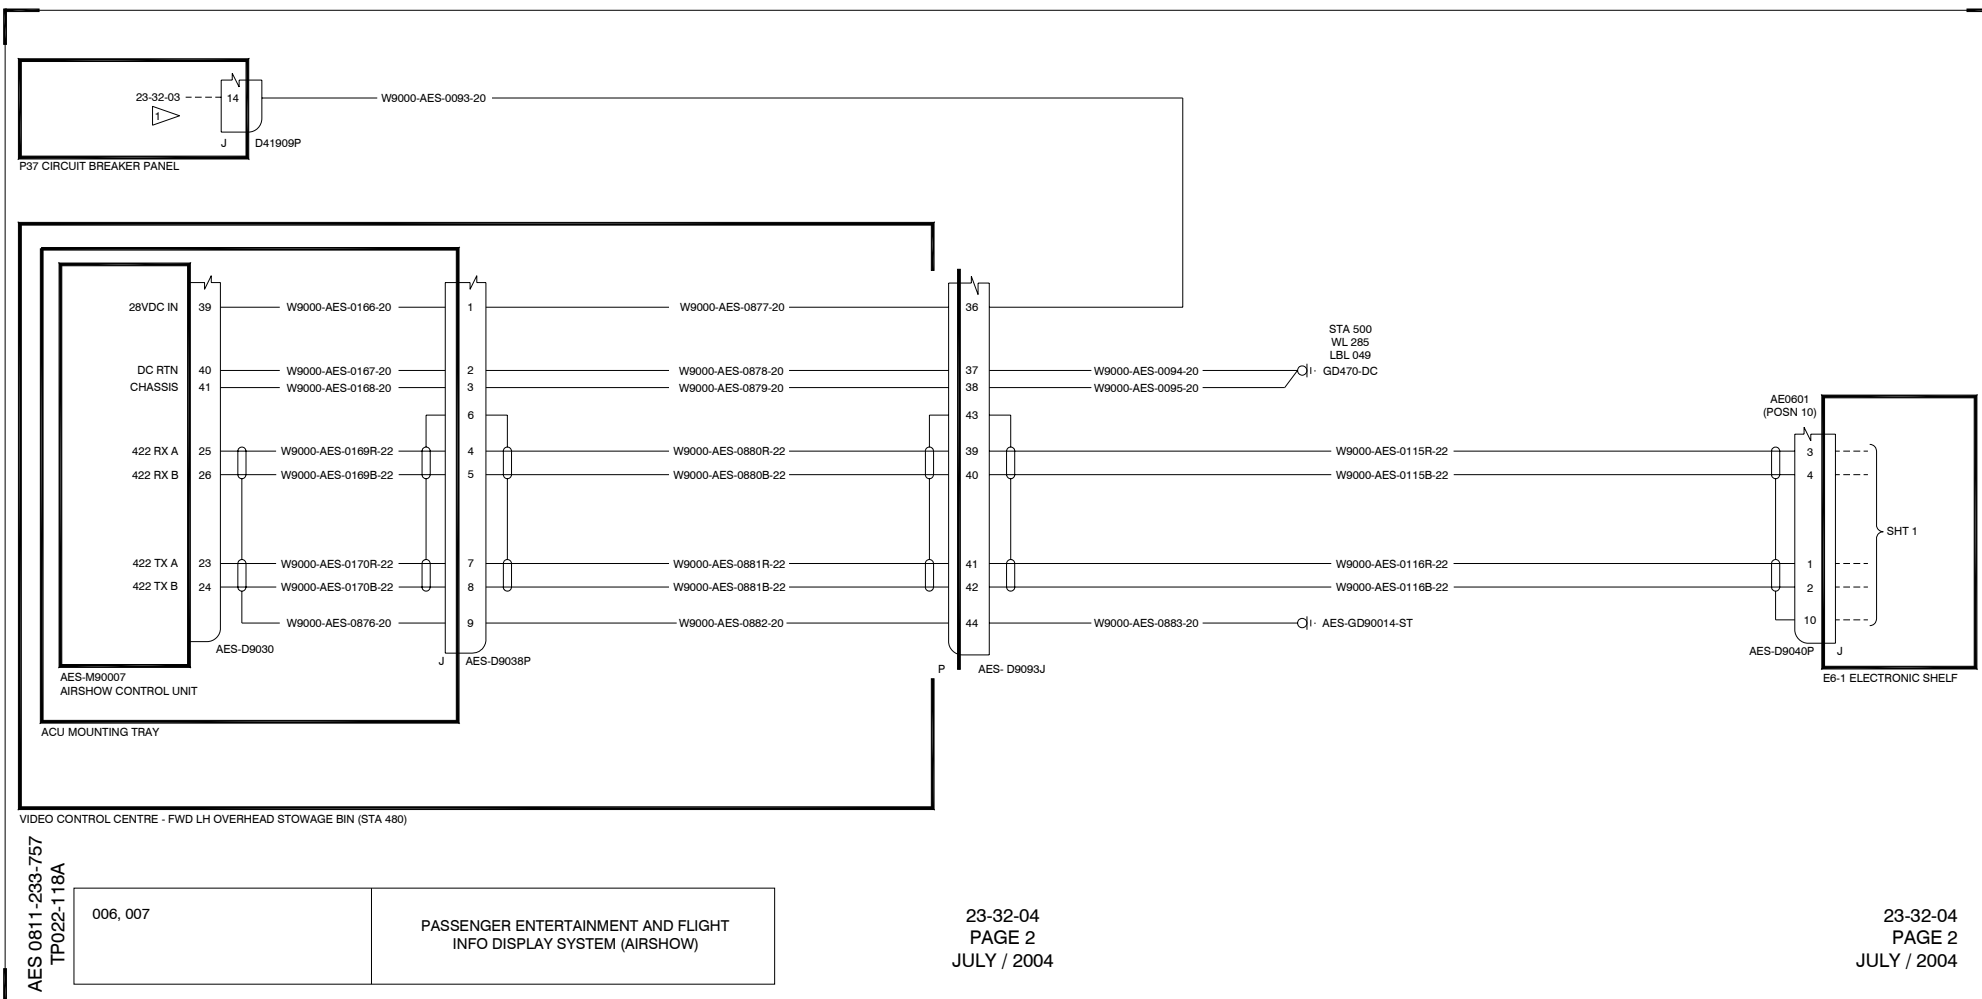 23-32-03
1
14
W9000-AES-0093-20
J
D41909P
P37 CIRCUIT BREAKER PANEL
28VDC IN 39 W9000-AES-0166-20 1 W9000-AES-0877-20 36
STA 500
WL 285
LBL 049
GD470-DC
DC RTN 40 W9000-AES-0167-20 2 W9000-AES-0878-20 37 W9000-AES-0094-20
CHASSIS 41 W9000-AES-0168-20 3 W9000-AES-0879-20 38 W9000-AES-0095-20
6 43
AE0601
(POSN 10)
422 RX A 25 W9000-AES-0169R-22 4 W9000-AES-0880R-22 39 W9000-AES-0115R-22 3
422 RX B 26 W9000-AES-0169B-22 5 W9000-AES-0880B-22 40 W9000-AES-0115B-22 4
SHT 1
422 TX A 23 W9000-AES-0170R-22 7 W9000-AES-0881R-22 41 W9000-AES-0116R-22 1
422 TX B 24 W9000-AES-0170B-22 8 W9000-AES-0881B-22 42 W9000-AES-0116B-22 2
W9000-AES-0876-20 9 W9000-AES-0882-20 44 W9000-AES-0883-20 AES-GD90014-ST 10
AES-D9030
J AES-D9038P
P AES- D9093J
AES-D9040P J
AES-M90007
AIRSHOW CONTROL UNIT
E6-1 ELECTRONIC SHELF
ACU MOUNTING TRAY
VIDEO CONTROL CENTRE - FWD LH OVERHEAD STOWAGE BIN (STA 480)
AES 0811-233-757
TP022-118A
006, 007
PASSENGER ENTERTAINMENT AND FLIGHT
INFO DISPLAY SYSTEM (AIRSHOW)
23-32-04
PAGE 2
JULY / 2004
23-32-04
PAGE 2
JULY / 2004